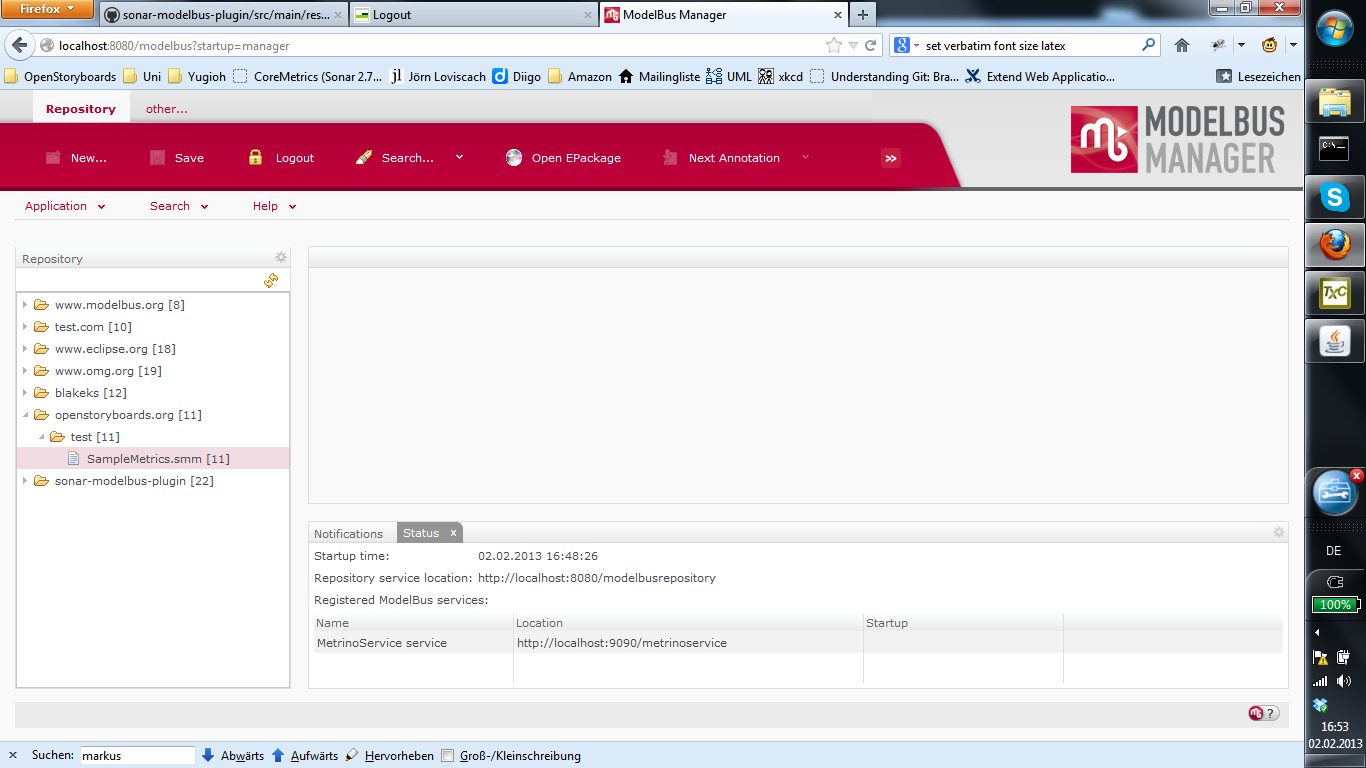 Firefox
sonar-modelbus-plugin/src/main/res...
Logout
ModelBus Manager
localhost:8080/modelbus?startup=manager
set verbatim font size latex
OpenStoryboards
Uni
Yugioh
CoreMetrics (Sonar 2.7...
jl Jörn Loviscach
d Diigo
Amazon
Mailingliste
UML
xkcd
Understanding Git: Bra...
Extend Web Applicatio...
Lesezeichen
Repository
other...
MODELBUS
MANAGER
New...
Save
Logout
Search...
Open EPackage
Next Annotation
Application
Search
Help
Repository
www.modelbus.org [8]
test.com [10]
www.eclipse.org [18]
www.omg.org [19]
blakeks [12]
openstoryboards.org [11]
test [11]
SampleMetrics.smm [11]
sonar-modelbus-plugin [22]
Notifications
Status x
Startup time: 02.02.2013 16:48:26
Repository service location: http://localhost:8080/modelbusrepository
Registered ModelBus services:
Name Location Startup
MetrinoService service http://localhost:9090/metrinoservice
Suchen: markus
Abwärts
Aufwärts
Hervorheben
Groß-/Kleinschreibung
C:\
S
TXC
DE
100%
16:53
02.02.2013